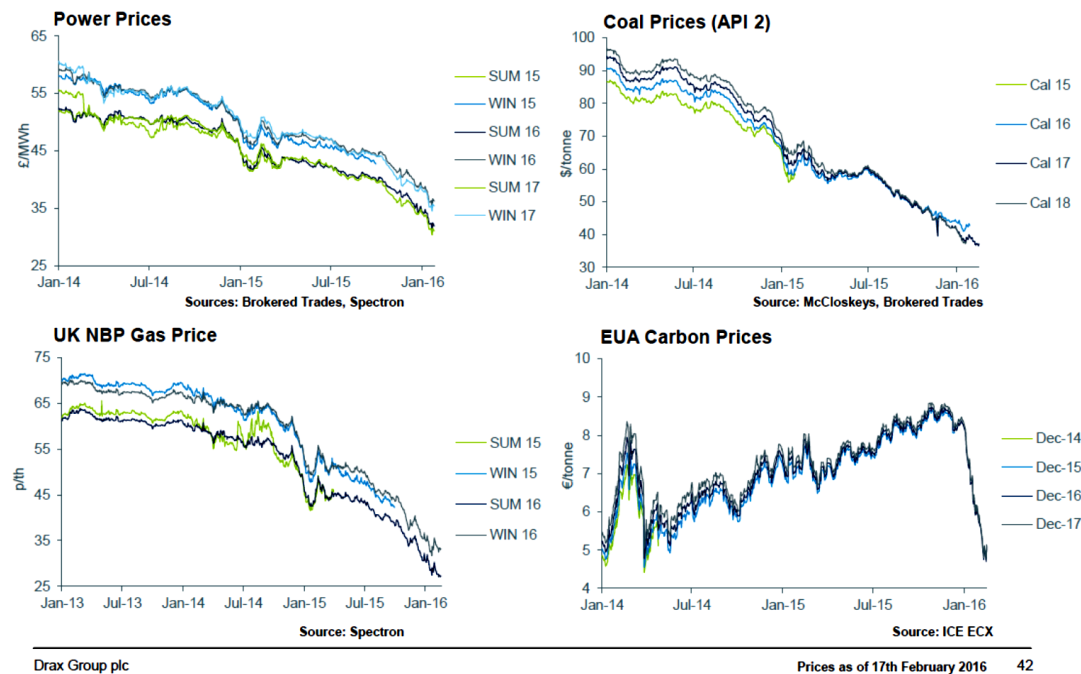 Power Prices
65
55
45
35
25
£/MWh
Jan-14 Jul-14 Jan-15 Jul-15 Jan-16
SUM 15
WIN 15
SUM 16
WIN 16
SUM 17
WIN 17
Sources: Brokered Trades, Spectron
Coal Prices (API 2)
100
90
80
70
60
50
40
30
$/tonne
Jan-14 Jul-14 Jan-15 Jul-15 Jan-16
Cal 15
Cal 16
Cal 17
Cal 18
Source: McCloskeys, Brokered Trades
UK NBP Gas Price
75
65
55
45
35
25
p/th
Jan-13 Jul-13 Jan-14 Jul-14 Jan-15 Jul-15 Jan-16
SUM 15
WIN 15
SUM 16
WIN 16
Source: Spectron
EUA Carbon Prices
10
9
8
7
6
5
4
€/tonne
Jan-14 Jul-14 Jan-15 Jul-15 Jan-16
Dec-14
Dec-15
Dec-16
Dec-17
Source: ICE ECX
Drax Group plc
Prices as of 17th February 2016 42